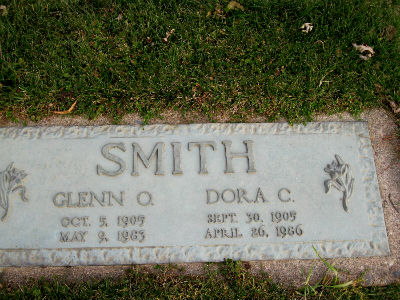 SMITH
GLENN O. DORA C.
OCT. 5, 1905 SEPT. 30, 1905
MAY 9, 1983 APRIL 26, 1986